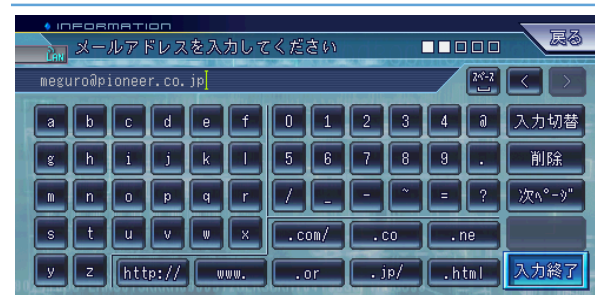 INFORMATION
LAN メールアドレスを入力してください 戻る
meguro@pioneer.co.jp スペース < >
a b c d e f 0 1 2 3 4 @ 入力切替
g h i j k l 5 6 7 8 9 . 削除
m n o p q r / _ - ~ = ? 次ページ
s t u v w x .com/ .co .ne
y z http:// www. .or .jp/ .html 入力終了